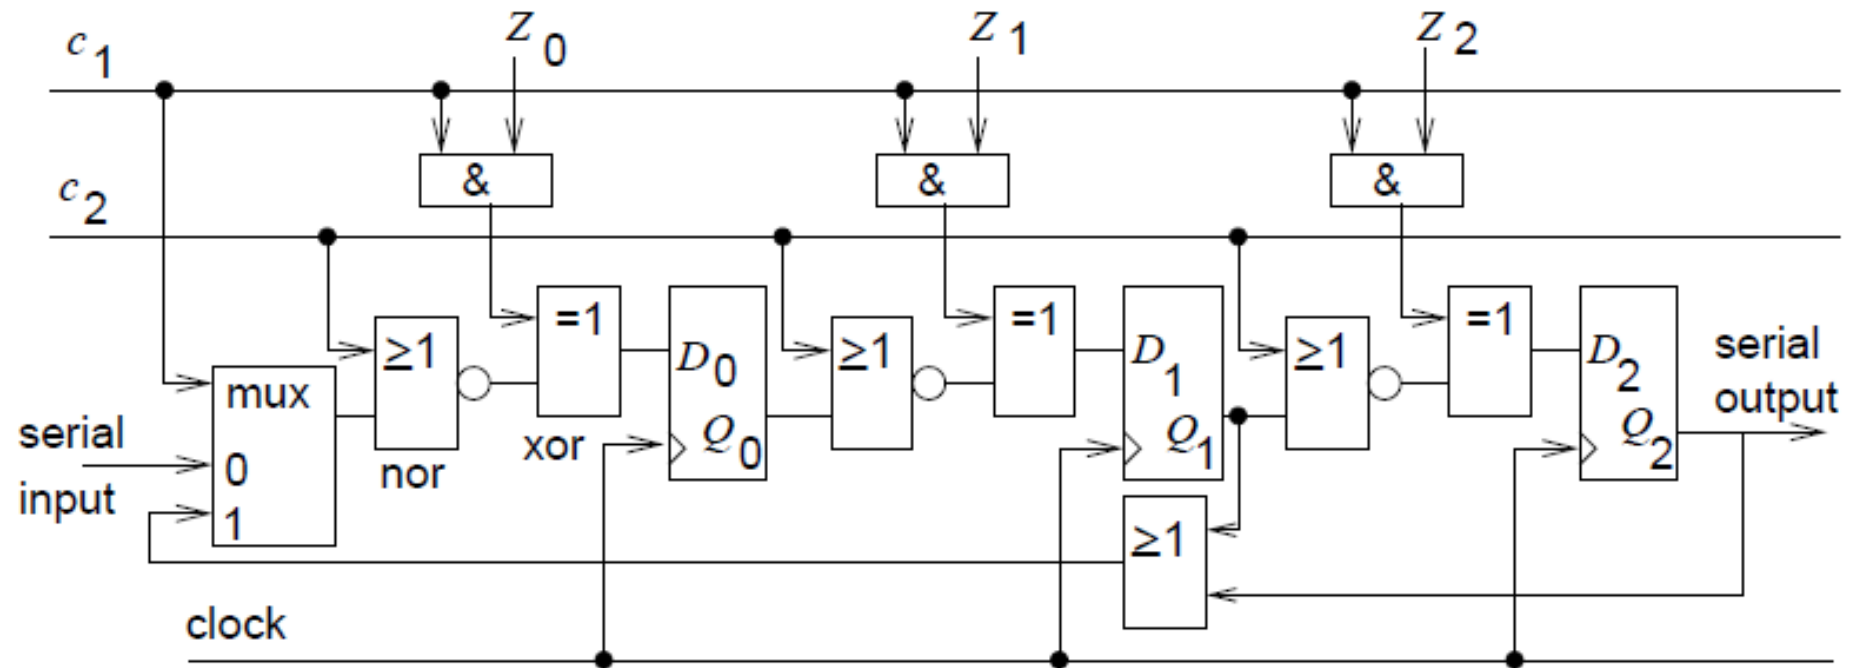 c1 Z0 Z1 Z2
& & &
c2
=1 =1 =1
≥1 D0 ≥1 D1 ≥1 D2 serial
mux Q0 Q1 Q2 output
serial 0 nor xor
input 1 ≥1
clock